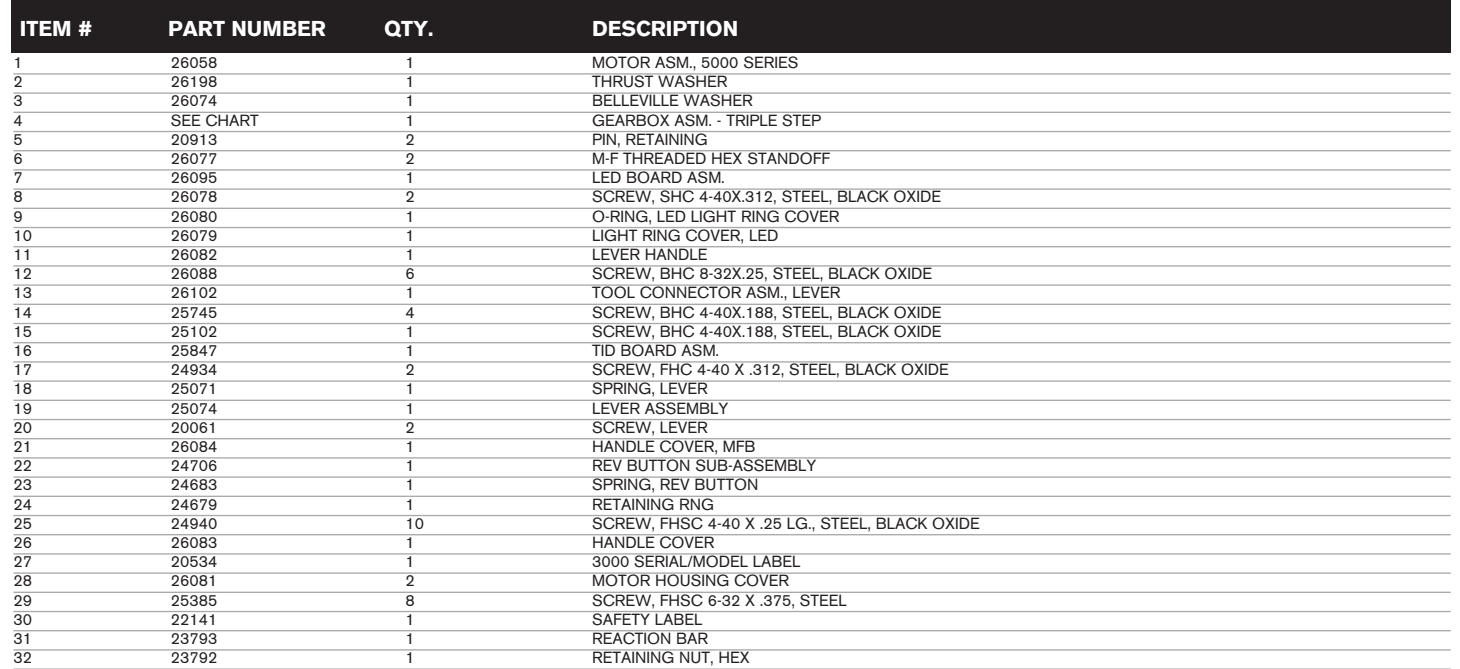 ITEM # PART NUMBER QTY. DESCRIPTION
1 26058 1 MOTOR ASM., 5000 SERIES
2 26198 1 THRUST WASHER
3 26074 1 BELLEVILLE WASHER
4 SEE CHART 1 GEARBOX ASM. - TRIPLE STEP
5 20913 2 PIN, RETAINING
6 26077 2 M-F THREADED HEX STANDOFF
7 26095 1 LED BOARD ASM.
8 26078 2 SCREW, SHC 4-40X.312, STEEL, BLACK OXIDE
9 26080 1 O-RING, LED LIGHT RING COVER
10 26079 1 LIGHT RING COVER, LED
11 26082 1 LEVER HANDLE
12 26088 6 SCREW, BHC 8-32X.25, STEEL, BLACK OXIDE
13 26102 1 TOOL CONNECTOR ASM., LEVER
14 25745 4 SCREW, BHC 4-40X.188, STEEL, BLACK OXIDE
15 25102 1 SCREW, BHC 4-40X.188, STEEL, BLACK OXIDE
16 25847 1 TID BOARD ASM.
17 24934 2 SCREW, FHC 4-40 X .312, STEEL, BLACK OXIDE
18 25071 1 SPRING, LEVER
19 25074 1 LEVER ASSEMBLY
20 20061 2 SCREW, LEVER
21 26084 1 HANDLE COVER, MFB
22 24706 1 REV BUTTON SUB-ASSEMBLY
23 24683 1 SPRING, REV BUTTON
24 24679 1 RETAINING RNG
25 24940 10 SCREW, FHSC 4-40 X .25 LG., STEEL, BLACK OXIDE
26 26083 1 HANDLE COVER
27 20534 1 3000 SERIAL/MODEL LABEL
28 26081 2 MOTOR HOUSING COVER
29 25385 8 SCREW, FHSC 6-32 X .375, STEEL
30 22141 1 SAFETY LABEL
31 23793 1 REACTION BAR
32 23792 1 RETAINING NUT, HEX